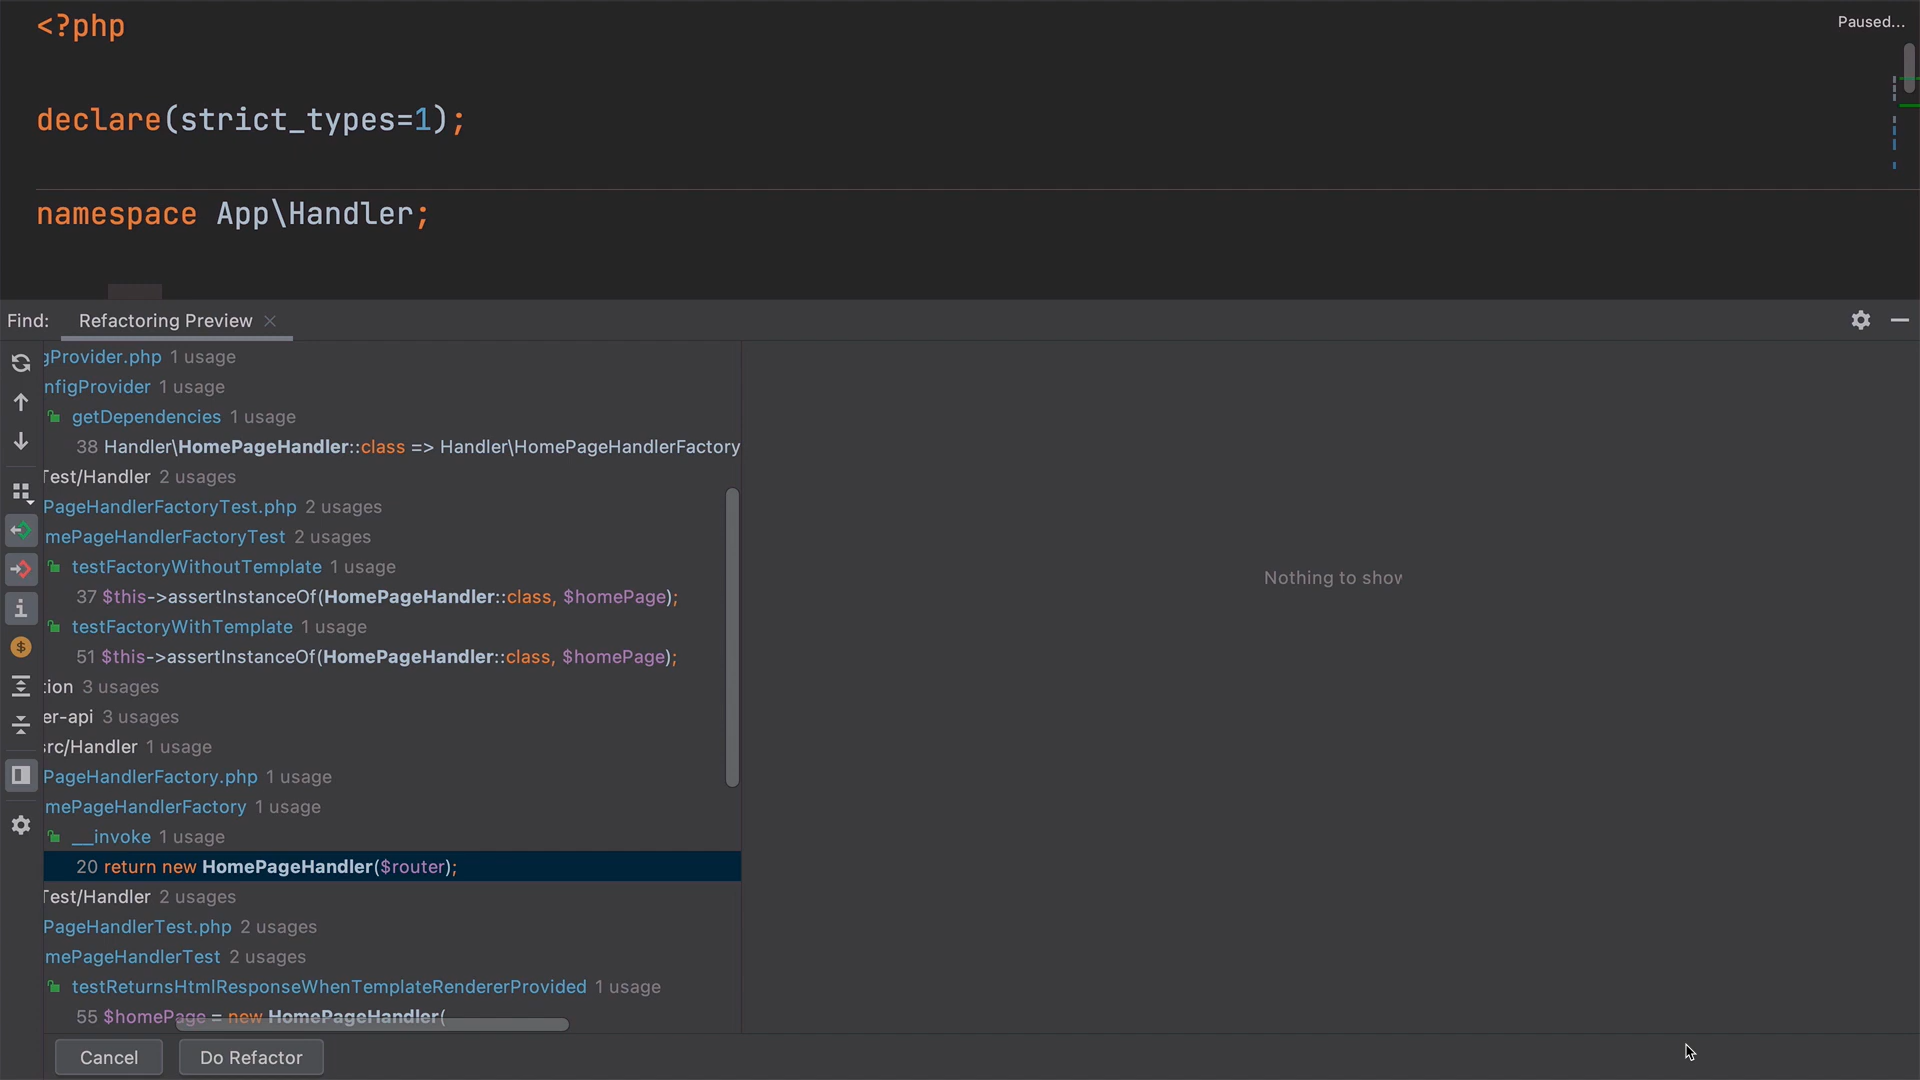 <?php
Paused...
declare(strict_types=1);
namespace App\Handler;
Find: Refactoring Preview
gProvider.php 1 usage
nfigProvider 1 usage
getDependencies 1 usage
38 Handler\HomePageHandler::class => Handler\HomePageHandlerFactory
Test/Handler 2 usages
PageHandlerFactoryTest.php 2 usages
mePageHandlerFactoryTest 2 usages
testFactoryWithoutTemplate 1 usage
Nothing to show
37 $this->assertInstanceOf(HomePageHandler::class, $homePage);
testFactoryWithTemplate 1 usage
51 $this->assertInstanceOf(HomePageHandler::class, $homePage);
tion 3 usages
er-api 3 usages
src/Handler 1 usage
PageHandlerFactory.php 1 usage
mePageHandlerFactory 1 usage
__invoke 1 usage
20 return new HomePageHandler($router);
Test/Handler 2 usages
PageHandlerTest.php 2 usages
mePageHandlerTest 2 usages
testReturnsHtmlResponseWhenTemplateRendererProvided 1 usage
55 $homePage = new HomePageHandler(
Cancel Do Refactor